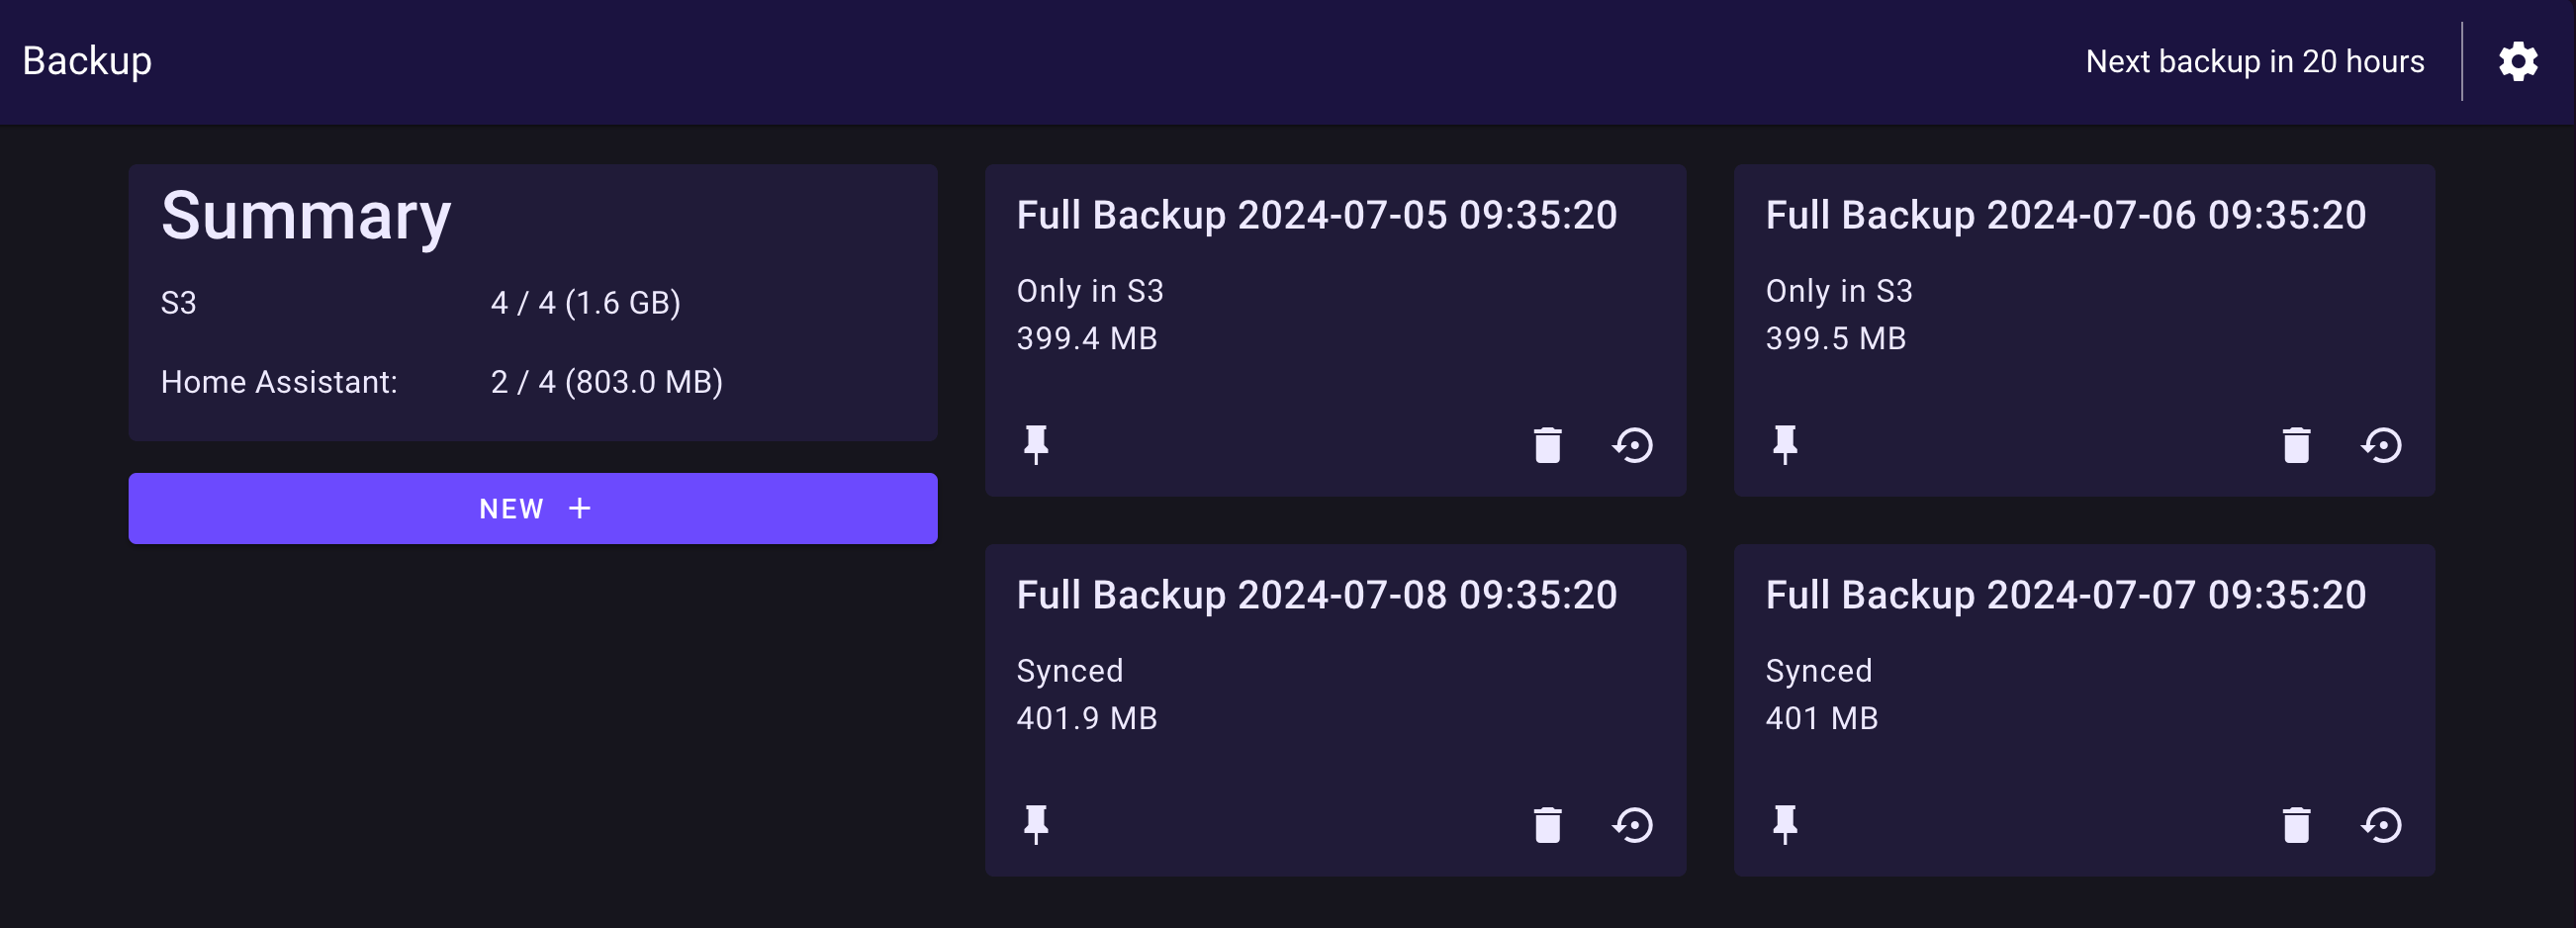 Backup
Next backup in 20 hours
Summary
S3 4 / 4 (1.6 GB)
Home Assistant: 2 / 4 (803.0 MB)
NEW +
Full Backup 2024-07-05 09:35:20
Only in S3
399.4 MB
Full Backup 2024-07-06 09:35:20
Only in S3
399.5 MB
Full Backup 2024-07-08 09:35:20
Synced
401.9 MB
Full Backup 2024-07-07 09:35:20
Synced
401 MB